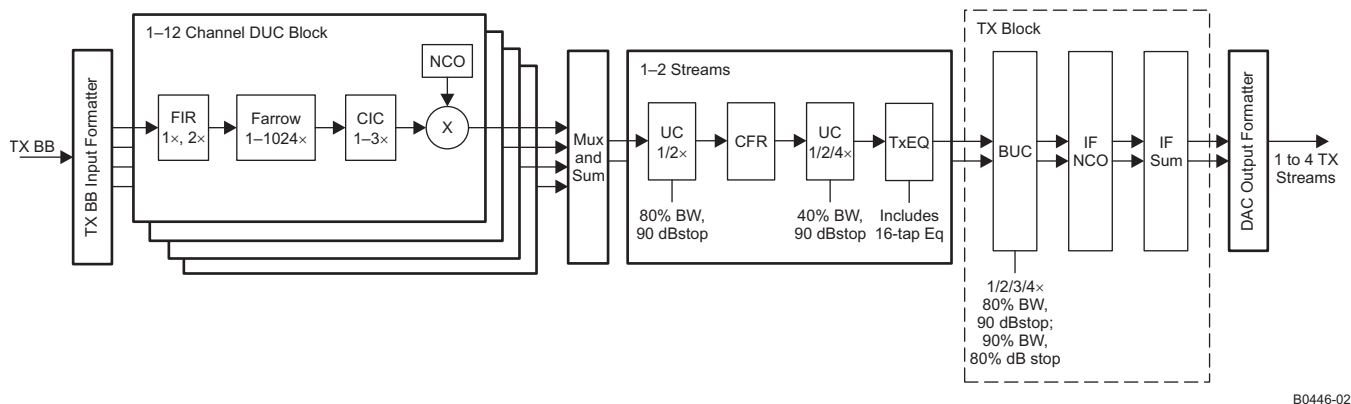 TX BB
TX BB Input Formatter
1–12 Channel DUC Block
FIR
1×, 2×
Farrow
1–1024×
CIC
1–3×
NCO
X
Mux
and
Sum
1–2 Streams
UC
1/2×
80% BW,
90 dBstop
CFR
UC
1/2/4×
40% BW,
90 dBstop
TxEQ
Includes
16-tap Eq
TX Block
BUC
1/2/3/4×
80% BW,
90 dBstop;
90% BW,
80% dB stop
IF
NCO
IF
Sum
DAC Output Formatter
1 to 4 TX
Streams
B0446-02